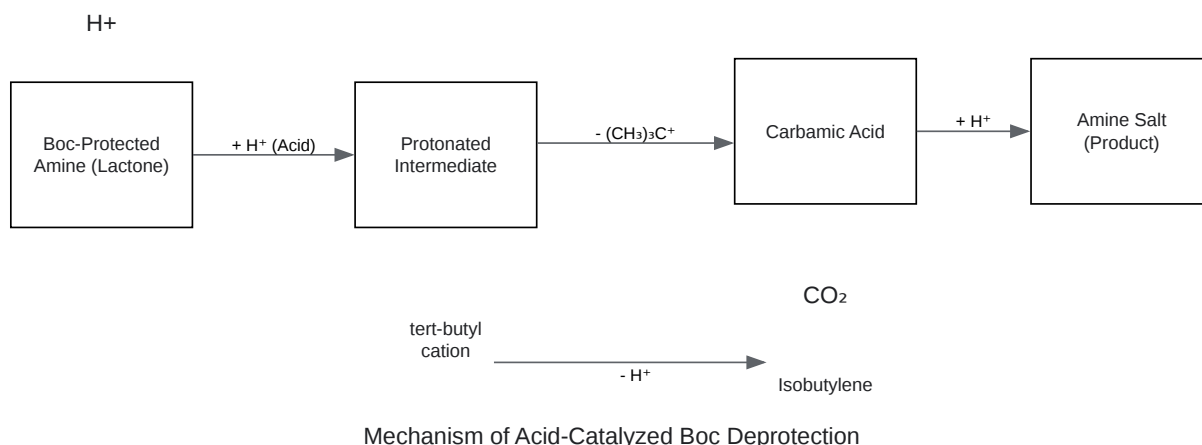 H+
Boc-Protected
Amine (Lactone)
+ H⁺ (Acid)
Protonated
Intermediate
- (CH₃)₃C⁺
Carbamic Acid
+ H⁺
Amine Salt
(Product)
CO₂
tert-butyl
cation
- H⁺
Isobutylene
Mechanism of Acid-Catalyzed Boc Deprotection